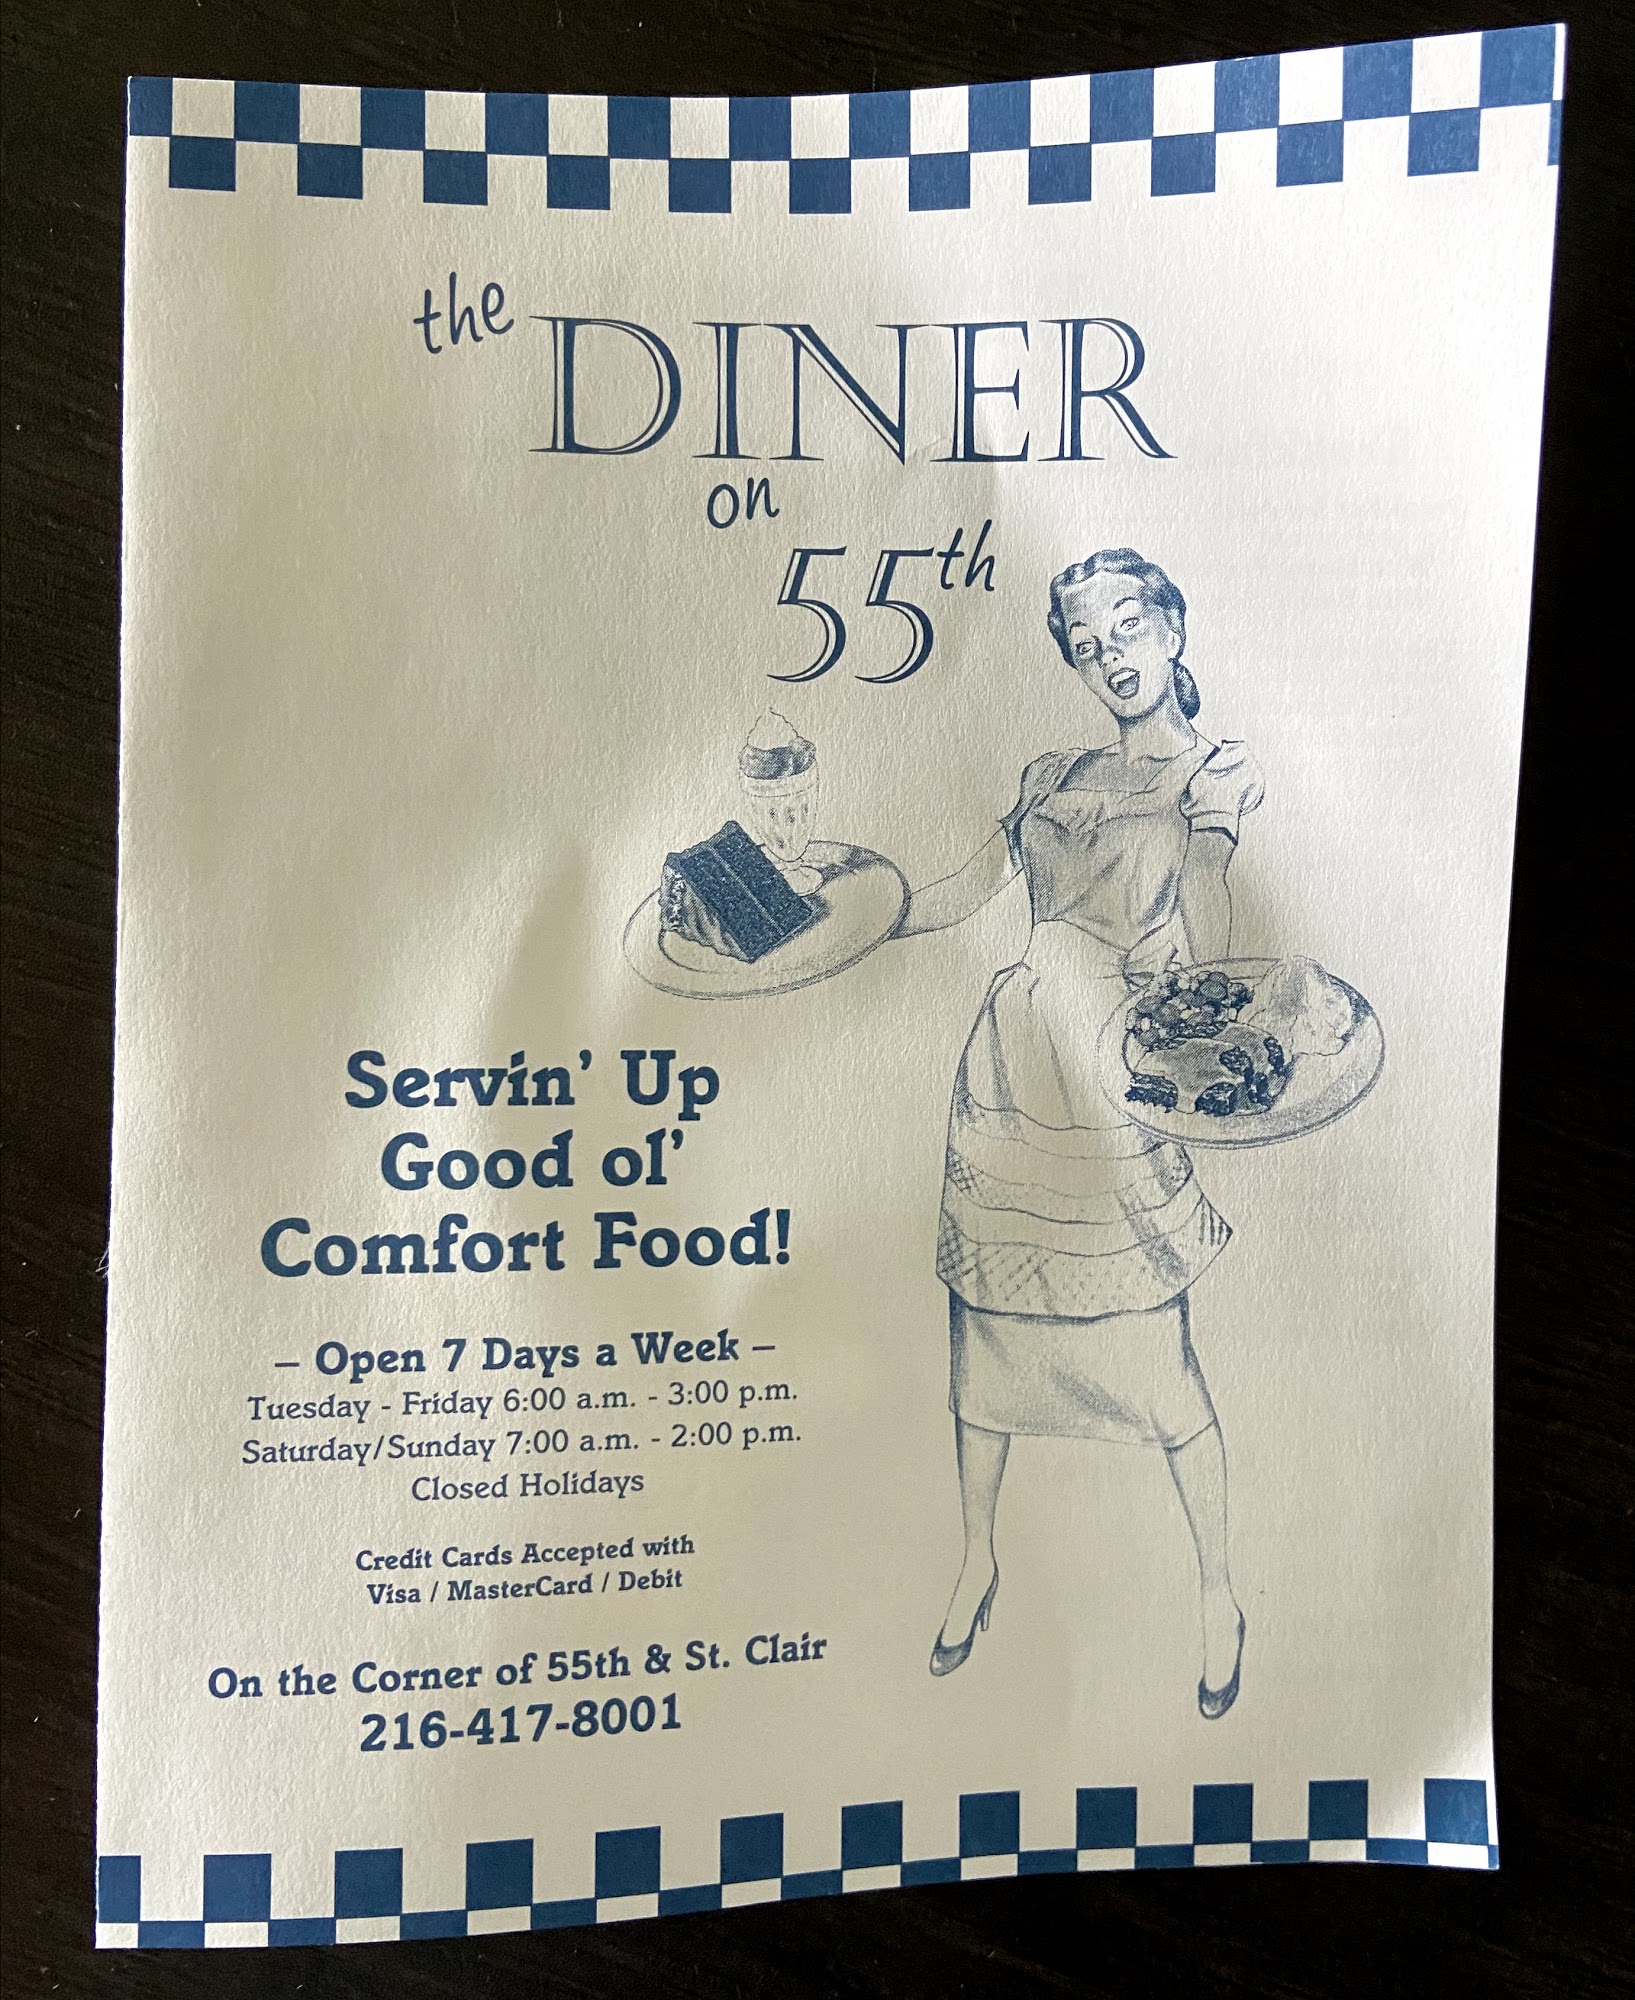 the DINER
on
55th
Servin' Up
Good ol'
Comfort Food!
– Open 7 Days a Week –
Tuesday - Friday 6:00 a.m. - 3:00 p.m.
Saturday/Sunday 7:00 a.m. - 2:00 p.m.
Closed Holidays
Credit Cards Accepted with
Visa / MasterCard / Debit
On the Corner of 55th & St. Clair
216-417-8001